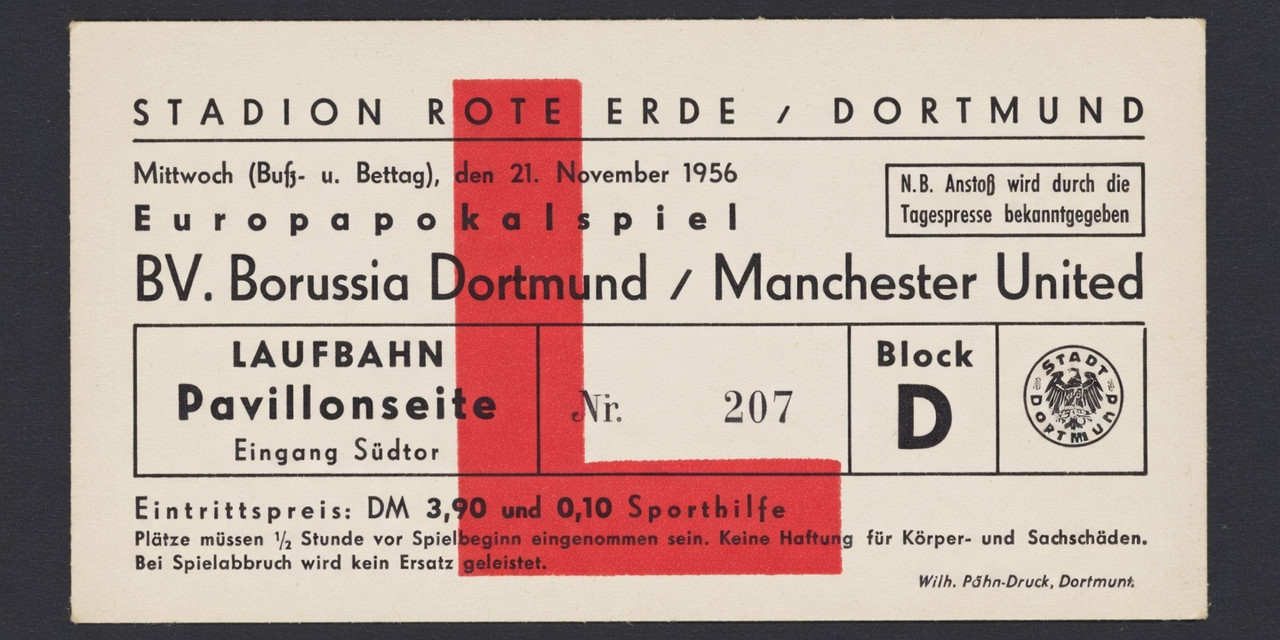 STADION ROTE ERDE / DORTMUND
Mittwoch (Buß- u. Bettag), den 21. November 1956
N.B. Anstoß wird durch die
Tagespresse bekanntgegeben
Europapokalspiel
BV. Borussia Dortmund / Manchester United
LAUFBAHN
Pavillonseite
Eingang Südtor
Nr. 207
Block
D
STADT
DORTMUND
L
Eintrittspreis: DM 3,90 und 0,10 Sporthilfe
Plätze müssen ½ Stunde vor Spielbeginn eingenommen sein. Keine Haftung für Körper- und Sachschäden.
Bei Spielabbruch wird kein Ersatz geleistet.
Wilh. Pähn-Druck, Dortmunt.